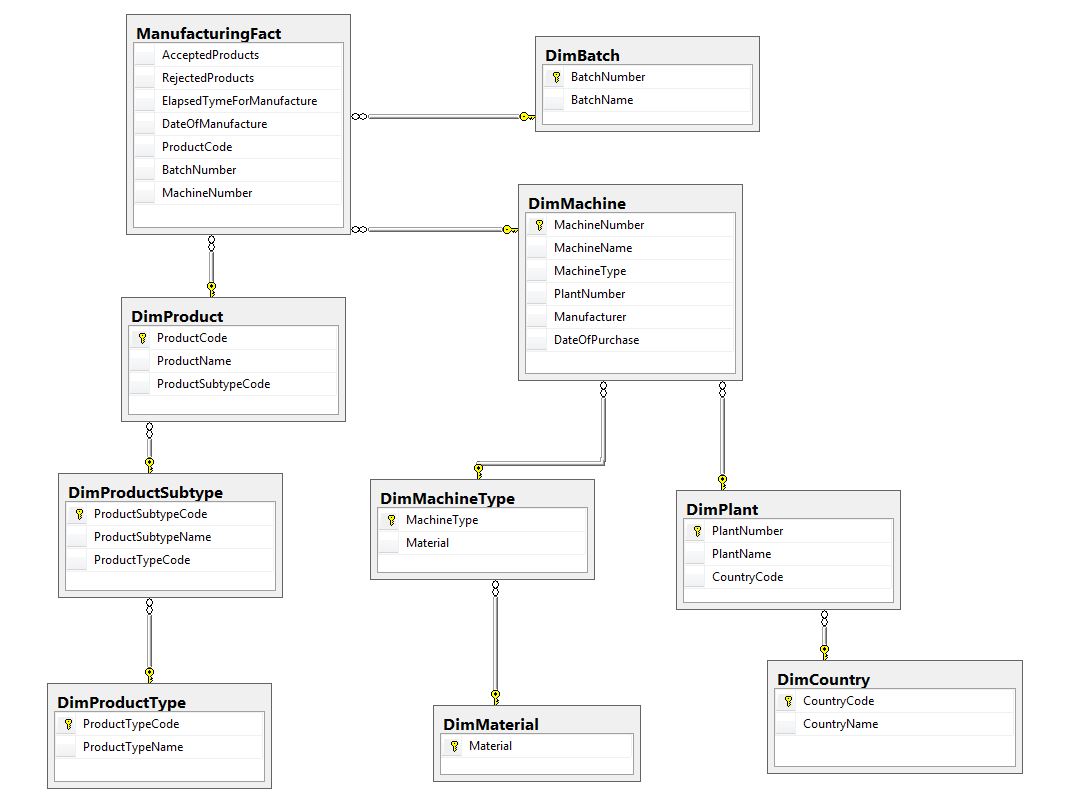 ManufacturingFact
AcceptedProducts
RejectedProducts
ElapsedTymeForManufacture
DateOfManufacture
ProductCode
BatchNumber
MachineNumber
DimBatch
BatchNumber
BatchName
DimMachine
MachineNumber
MachineName
MachineType
PlantNumber
Manufacturer
DateOfPurchase
DimProduct
ProductCode
ProductName
ProductSubtypeCode
DimProductSubtype
ProductSubtypeCode
ProductSubtypeName
ProductTypeCode
DimMachineType
MachineType
Material
DimPlant
PlantNumber
PlantName
CountryCode
DimProductType
ProductTypeCode
ProductTypeName
DimMaterial
Material
DimCountry
CountryCode
CountryName